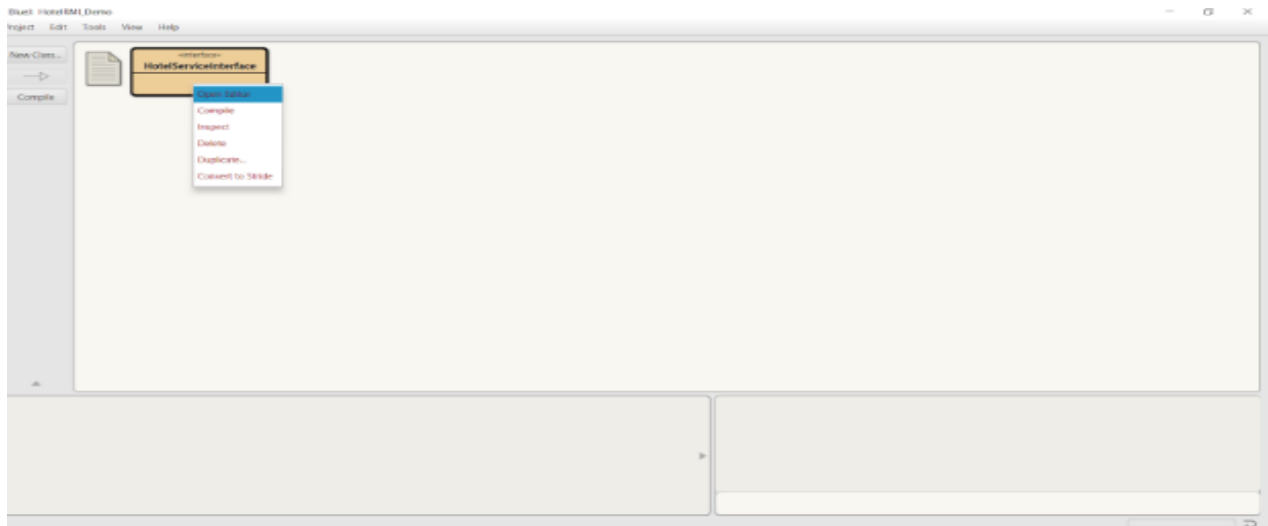 BlueJ: HotelRMI_Demo
Project Edit Tools View Help
New Class...
Compile
«interface»
HotelServiceInterface
Open Editor
Compile
Inspect
Delete
Duplicate...
Convert to Stride